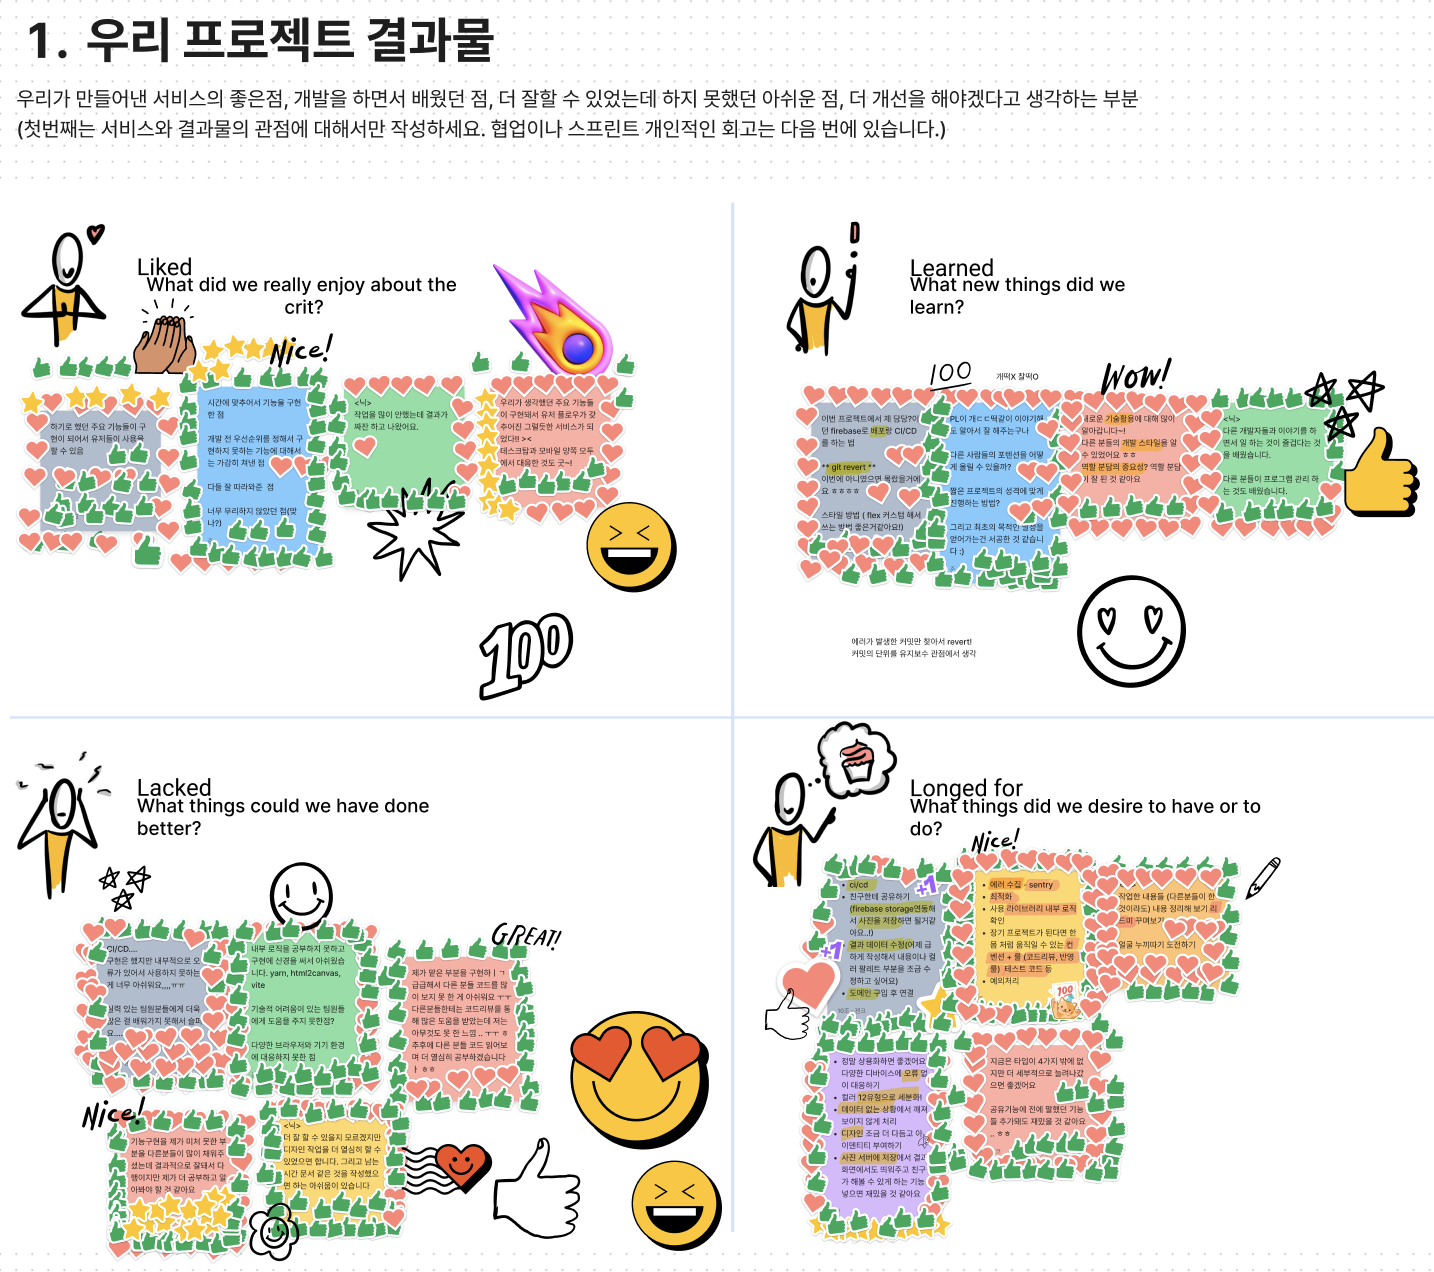 1. 우리 프로젝트 결과물
우리가 만들어낸 서비스의 좋은점, 개발을 하면서 배웠던 점, 더 잘할 수 있었는데 하지 못했던 아쉬운 점, 더 개선을 해야겠다고 생각하는 부분
(첫번째는 서비스와 결과물의 관점에 대해서만 작성하세요. 협업이나 스프린트 개인적인 회고는 다음 번에 있습니다.)
Liked
What did we really enjoy about the
crit?
Nice!
하기로 했던 주요 기능들이 구
현이 되어서 유저들이 사용을
할 수 있음
시간에 맞추어서 기능을 구현
한 점
개발 전 우선순위를 정해서 구
현하지 못하는 기능에 대해서
는 가감히 쳐낸 점
다들 잘 따라와준 점
너무 무리하지 않았던 점(맞
나?)
<닉>
작업을 많이 안했는데 결과가
짜잔 하고 나왔어요.
우리가 생각했던 주요 기능들
이 구현돼서 유저 플로우가 갖
추어진 그럴듯한 서비스가 되
었다!! ><
데스크탑과 모바일 양쪽 모두
에서 대응한 것도 굿~!
100
Learned
What new things did we
learn?
100
개떡X 찰떡O
Wow!
이번 프로젝트에서 제 담당?이
던 firebase로 배포랑 CI/CD
를 하는 법
** git revert **
이번에 아니였으면 목랐을거에
요 ㅎㅎㅎㅎ
스타일 방법 ( flex 커스텀 해서
쓰는 방법 좋은거같아요!)
PL이 개ㄷㄷ떡같이 이야기해
도 알아서 잘 해주는구나
다른 사람들의 포텐션을 어떻
게 올릴 수 있을까?
짧은 프로젝트의 성격에 맞게
진행하는 방법?
그리고 최초의 목적인 달성을
얻어가는건 서공한 것 같습니
다 :)
새로운 기술활용에 대해 많이
알아갑니다~!
다른 분들의 개발 스타일을 알
수 있었어요 ㅎㅎ
역할 분담의 중요성? 역할 분담
이 잘 된 것 같아요
<닉>
다른 개발자들과 이야기를 하
면서 일 하는 것이 즐겁다는 것
을 배웠습니다.
다른 분들이 프로그램 관리 하
는 것도 배웠습니다.
에러가 발생한 커밋만 찾아서 revert!
커밋의 단위를 유지보수 관점에서 생각
Lacked
What things could we have done
better?
CI/CD....
구현은 했지만 내부적으로 오
류가 있어서 사용하지 못하는
게 너무 아쉬워요,,,,ㅠㅠ
실력 있는 팀원분들에게 더욱
많은 걸 배워가지 못해서 슬퍼
요....
내부 로직을 공부하지 못하고
구현에 신경을 써서 아쉬웠습
니다. yarn, html2canvas,
vite
기술적 어려움이 있는 팀원들
에게 도움을 주지 못한점?
다양한 브라우저와 기기 환경
에 대응하지 못한 점
GREAT!
제가 맡은 부분을 구현하ㅣㄱ
급급해서 다른 분들 코드를 많
이 보지 못 한 게 아쉬워요 ㅜㅜ
다른분들한테는 코드리뷰를 통
해 많은 도움을 받았는데 저는
아무것도 못 한 느낌 .. ㅜㅜ ㅎ
추후에 다른 분들 코드 읽어보
며 더 열심히 공부하겠습니다
ㅏ ㅎㅎ
Nice!
기능구현을 제가 미처 못한 부
분을 다른분들이 많이 채워주
셨는데 결과적으로 잘돼서 다
행이지만 제가 더 공부하고 알
아봐야 할 것 같아요
<닉>
더 잘 할 수 있을지 모르겠지만
디자인 작업을 더 열심히 할 수
있었으면 합니다. 그리고 남는
시간 문서 같은 것을 작성했으
면 하는 아쉬움이 있습니다
Longed for
What things did we desire to have or to
do?
Nice!
ci/cd
친구한테 공유하기
(firebase storage연동해
서 사진을 저장하면 될거같
아요..!)
결과 데이터 수정(어제 급
하게 작성해서 내용이나 컬
러 팔레트 부분을 조금 수
정하고 싶어요)
도메인 구입 후 연결
+1
+1
에러 수집 - sentry
최적화
사용 라이브러리 내부 로직
확인
장기 프로젝트가 된다면 한
몸 처럼 움직일 수 있는 컨
벤션 + 룰 (코드리뷰, 반영
룰) 테스트 코드 등
예외처리
100
작업한 내용들 (다른분들이 한
것이라도) 내용 정리해 보기 리
드미 꾸며보기
얼굴 누끼따기 도전하기
정말 상용화하면 좋겠어요
다양한 디바이스에 오류 없
이 대응하기
컬러 12유형으로 세분화!
데이터 없는 상황에서 깨져
보이지 않게 처리
디자인 조금 더 다듬고 아
이덴티티 부여하기
사진 서버에 저장해서 결과
화면에서도 띄워주고 친구
가 해볼 수 있게 하는 기능
넣으면 재밌을 것 같아요
지금은 타입이 4가지 밖에 없
지만 더 세부적으로 늘려나갔
으면 좋겠어요
공유기능에 전에 말했던 기능
들 추가돼도 재밌을 것 같아요
.. ㅎㅎ